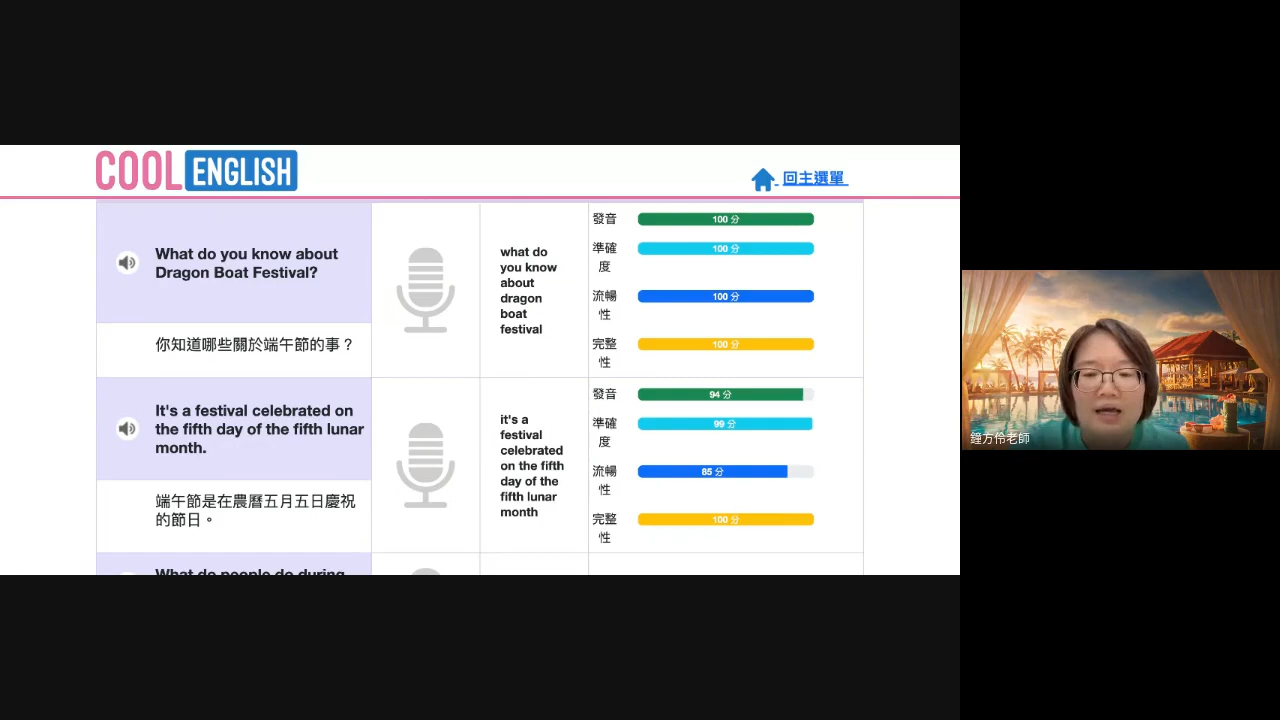 COOL ENGLISH
回主選單
What do you know about
Dragon Boat Festival?
你知道哪些關於端午節的事？
what do
you know
about
dragon
boat
festival
發音
100 分
準確
度
100 分
流暢
性
100 分
完整
性
100 分
It's a festival celebrated on
the fifth day of the fifth lunar
month.
端午節是在農曆五月五日慶祝
的節日。
it's a
festival
celebrated
on the fifth
day of the
fifth lunar
month
發音
94 分
準確
度
99 分
流暢
性
85 分
完整
性
100 分
What do people do during
鐘方伶老師